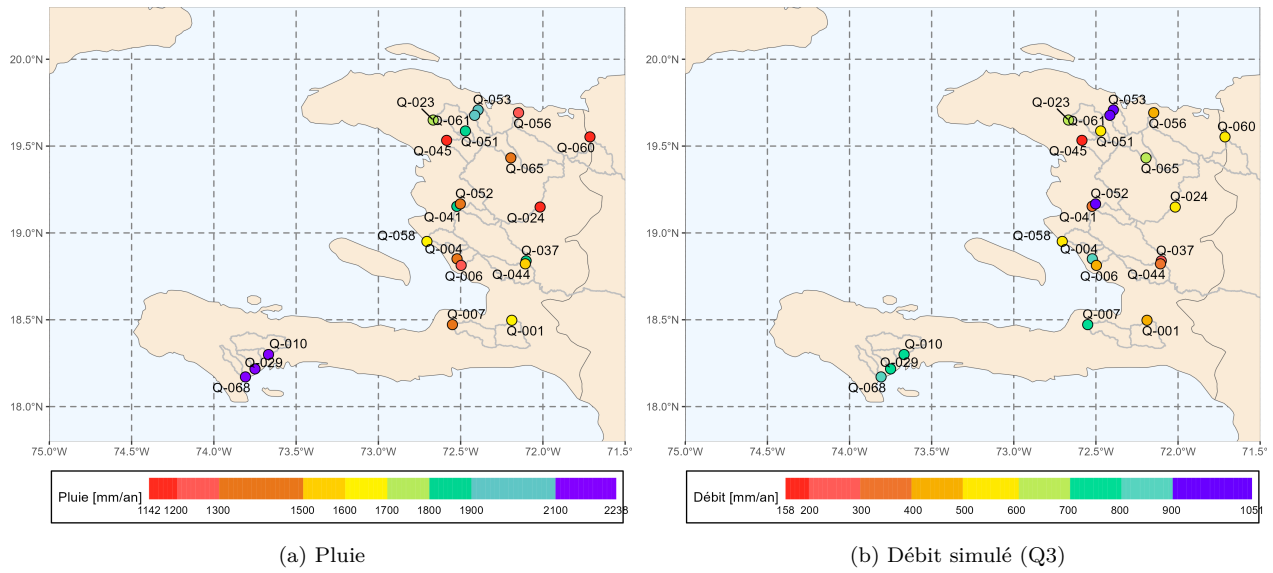 20.0°N
Q-053
Q-023
Q-061
Q-056
19.5°N
Q-045
Q-051
Q-060
Q-065
Q-052
Q-041
Q-024
19.0°N
Q-058
Q-004
Q-037
Q-006
Q-044
18.5°N
Q-007
Q-001
Q-010
Q-029
Q-068
18.0°N
75.0°W 74.5°W 74.0°W 73.5°W 73.0°W 72.5°W 72.0°W 71.5°W
Pluie [mm/an]
1142 1200 1300 1500 1600 1700 1800 1900 2100 2238
(a) Pluie
20.0°N
Q-053
Q-023
Q-061
Q-056
Q-060
19.5°N
Q-045
Q-051
Q-065
Q-052
Q-024
Q-041
19.0°N
Q-058
Q-004
Q-037
Q-006
Q-044
18.5°N
Q-007
Q-001
Q-010
Q-029
Q-068
18.0°N
75.0°W 74.5°W 74.0°W 73.5°W 73.0°W 72.5°W 72.0°W 71.5°
Débit [mm/an]
158 200 300 400 500 600 700 800 900 1051
(b) Débit simulé (Q3)